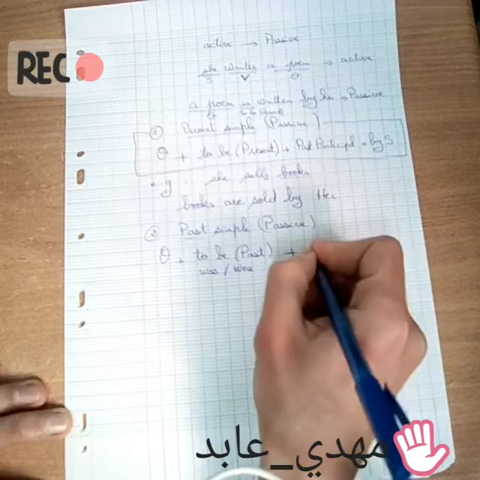 active → Passive
REC
she writes a poem → active
S V O
a poem is written by her → Passive
① Present simple (Passive)
O + to be (Present) + Past Participle + by S
e.g she sells books
books are sold by Her
② Past simple (Passive)
O + to be (Past) +
was / were
مهدي_عابد